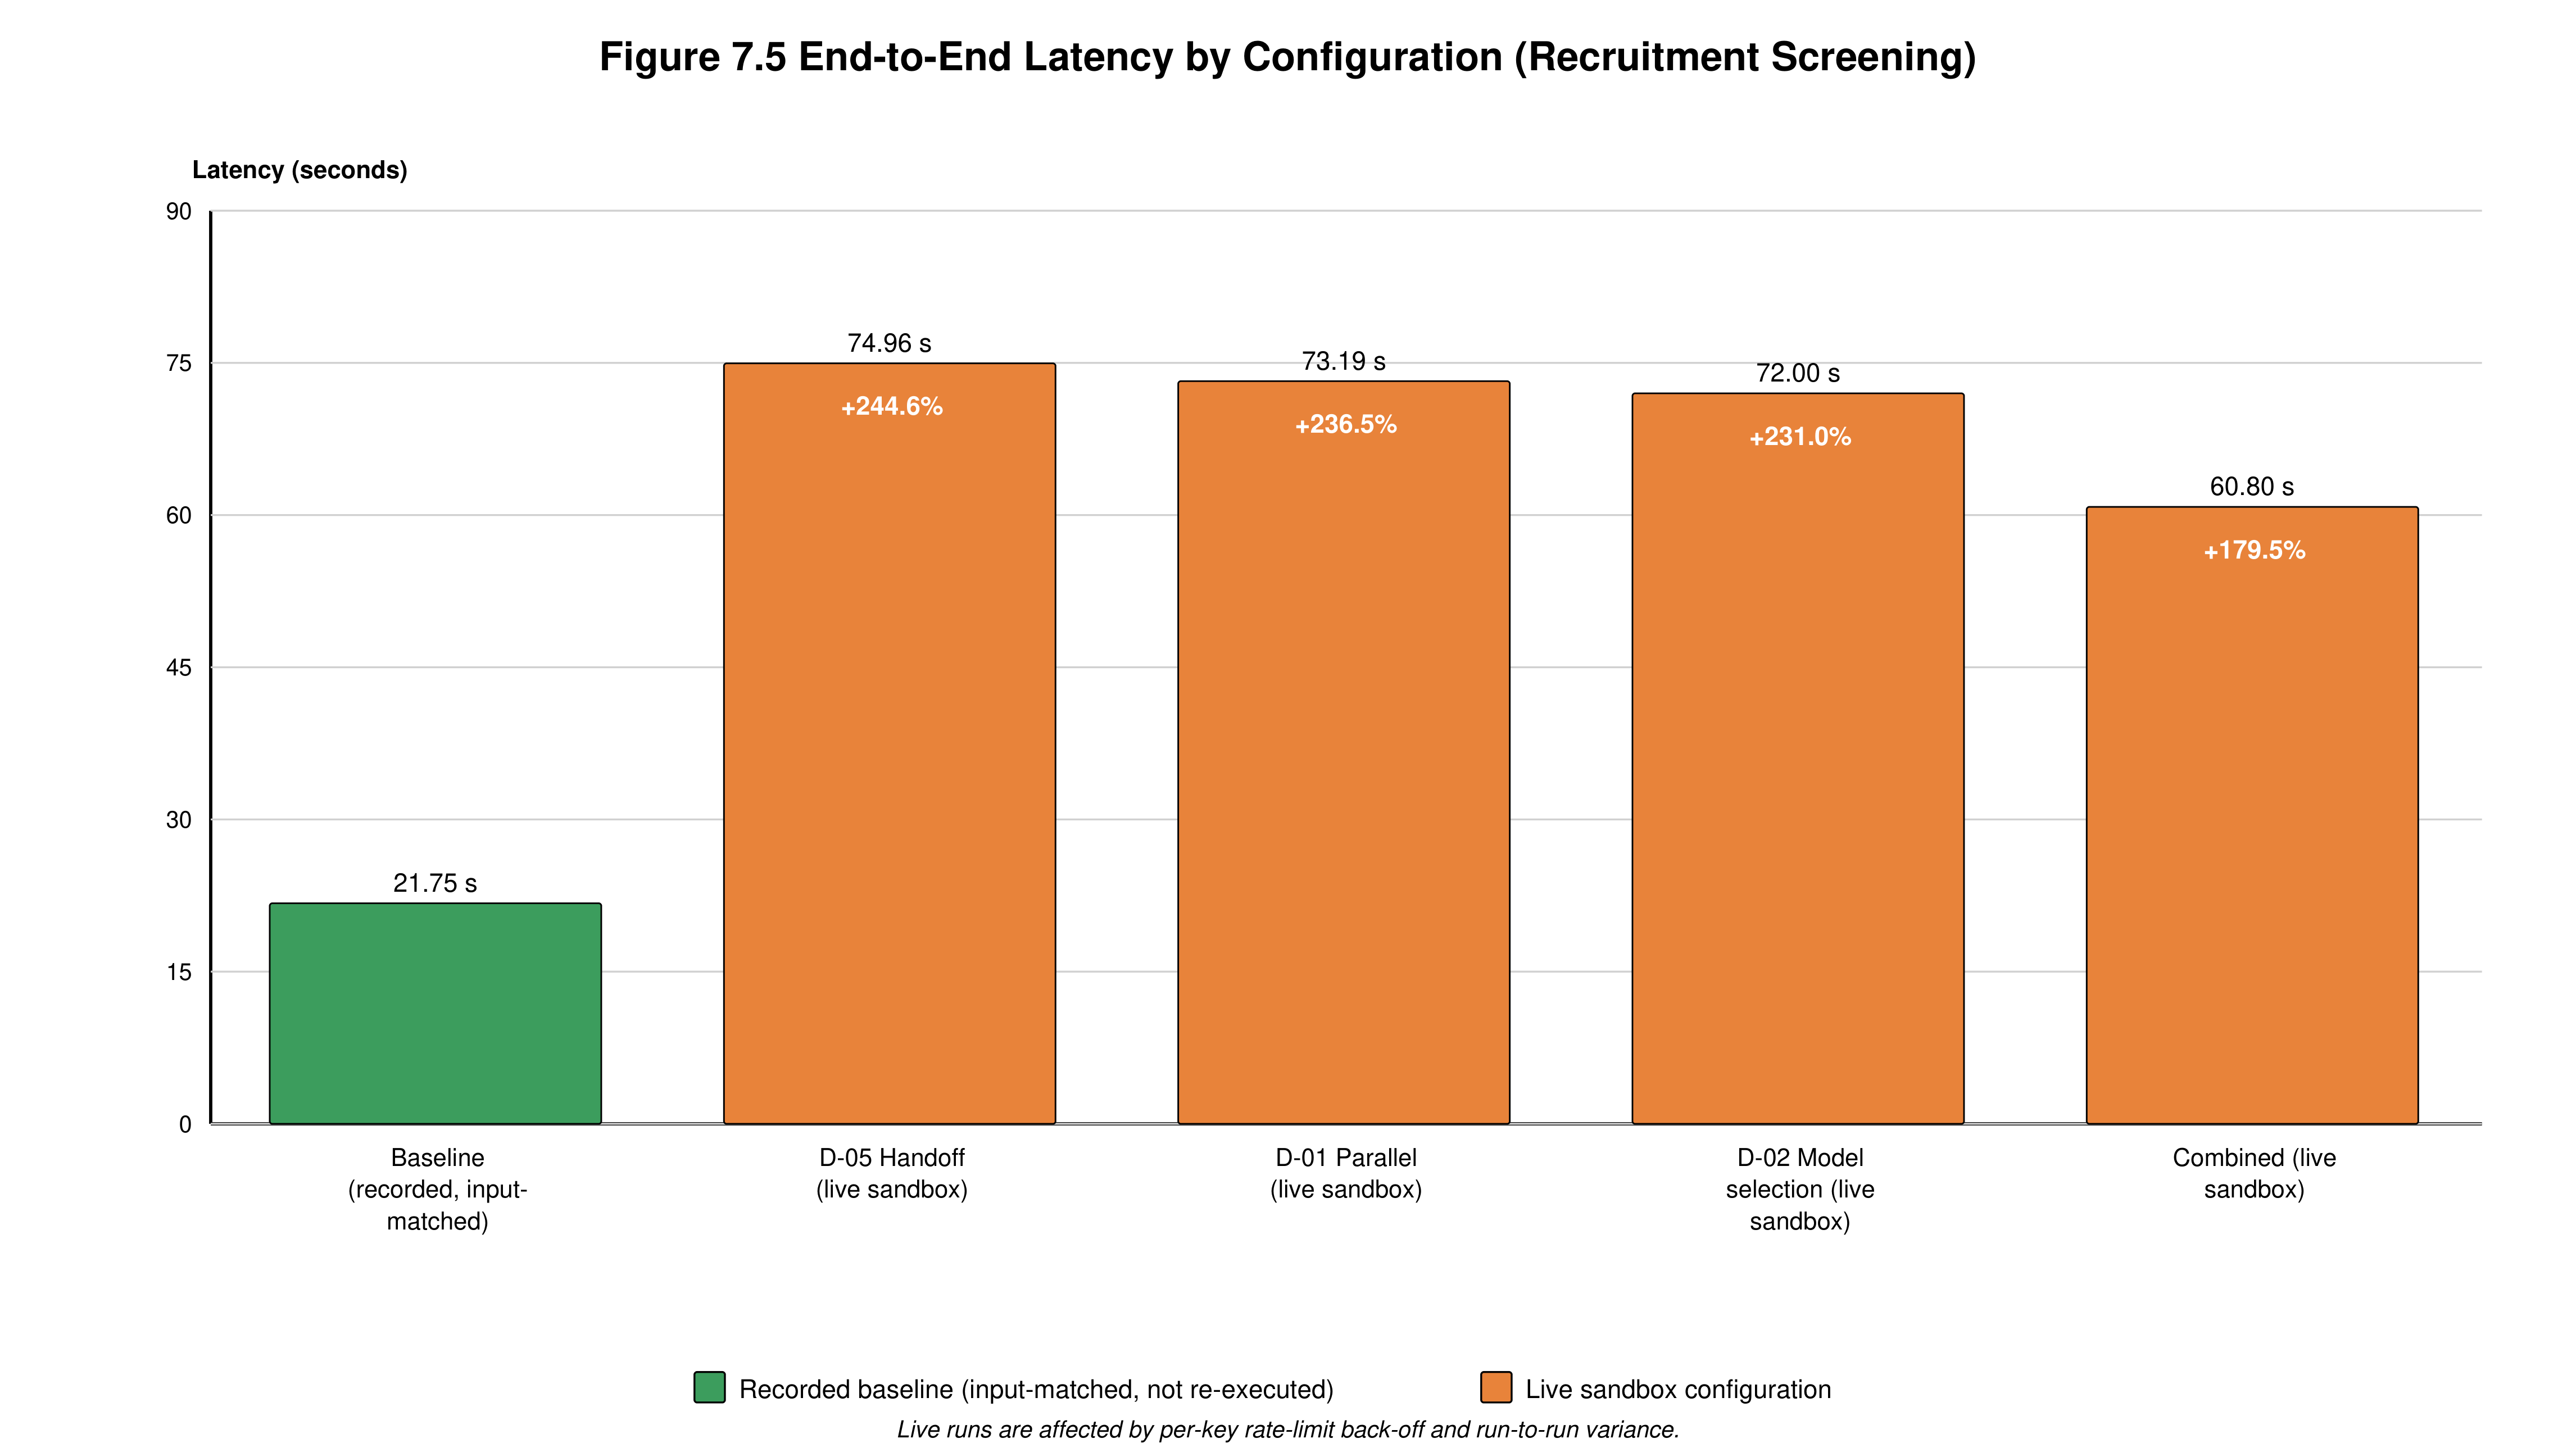 Figure 7.5 End-to-End Latency by Configuration (Recruitment Screening)
Latency (seconds)
90
75
60
45
30
15
0
21.75 s
74.96 s
+244.6%
73.19 s
+236.5%
72.00 s
+231.0%
60.80 s
+179.5%
Baseline
(recorded, input-
matched)
D-05 Handoff
(live sandbox)
D-01 Parallel
(live sandbox)
D-02 Model
selection (live
sandbox)
Combined (live
sandbox)
Recorded baseline (input-matched, not re-executed)
Live sandbox configuration
Live runs are affected by per-key rate-limit back-off and run-to-run variance.